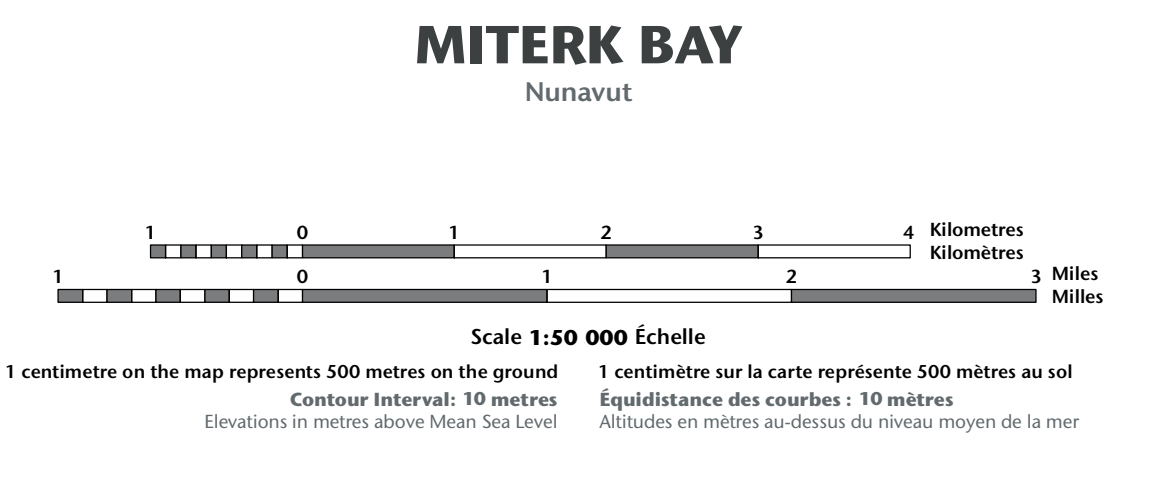 MITERK BAY
Nunavut
1 0 1 2 3 4 Kilometres
Kilomètres
1 0 1 2 3 Miles
Milles
Scale 1:50 000 Échelle
1 centimetre on the map represents 500 metres on the ground
Contour Interval: 10 metres
Elevations in metres above Mean Sea Level
1 centimètre sur la carte représente 500 mètres au sol
Équidistance des courbes : 10 mètres
Altitudes en mètres au-dessus du niveau moyen de la mer